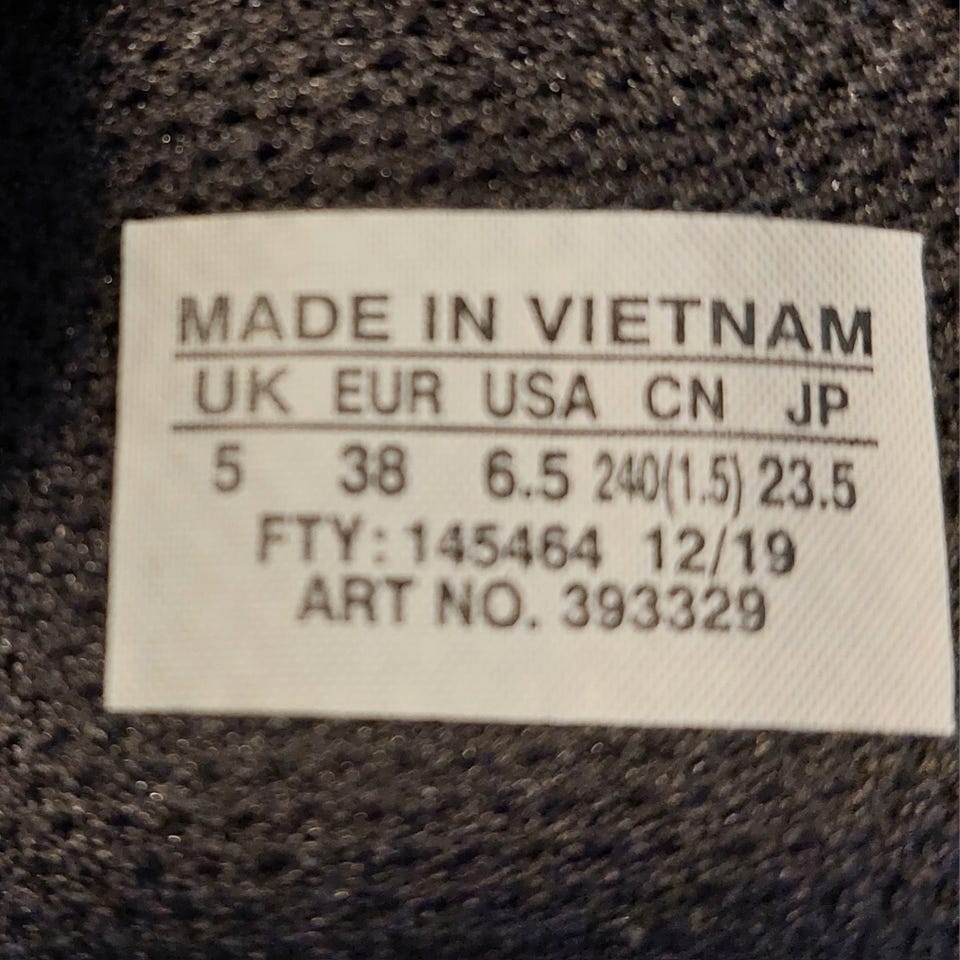 MADE IN VIETNAM
UK EUR USA CN JP
5 38 6.5 240(1.5) 23.5
FTY: 145464 12/19
ART NO. 393329